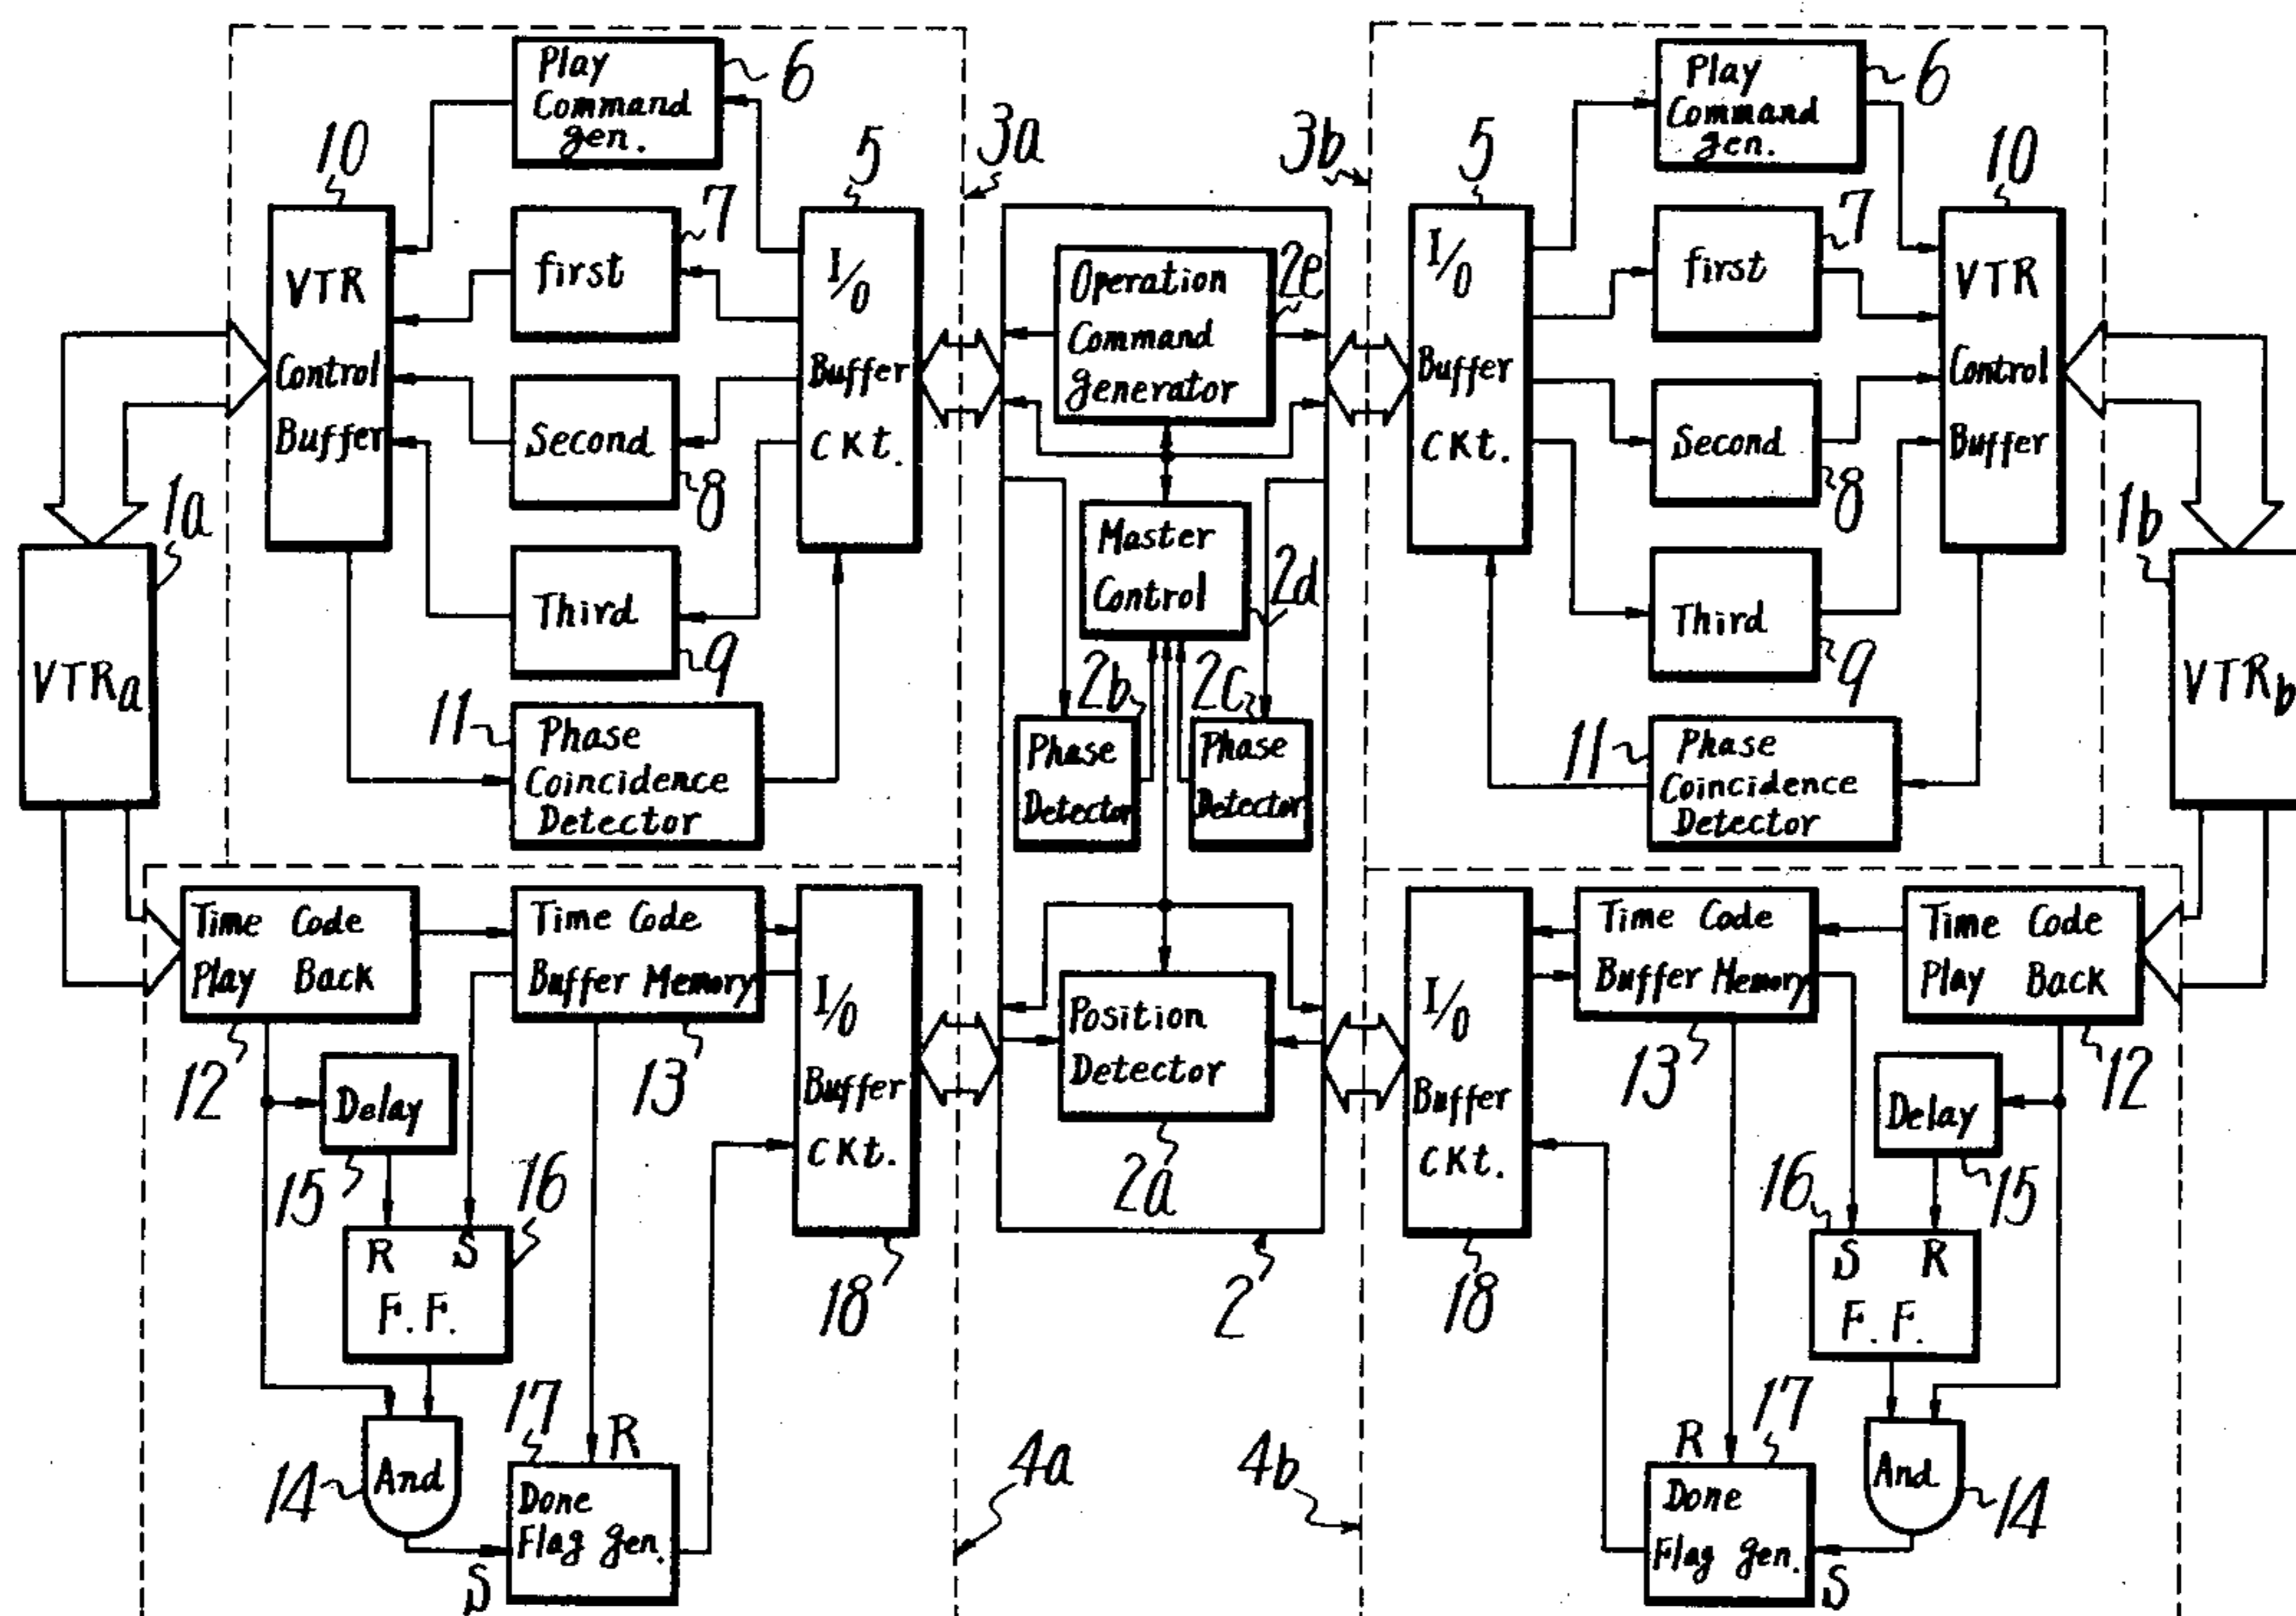 Play
Command
gen.
6
10
5
3a
VTR
Control
Buffer
first
7
Second
8
Third
9
I/O
Buffer
CKt.
11
Phase
Coincidence
Detector
1a
VTRa
Operation
Command
generator
2e
Master
Control
2d
2b
2c
Phase
Detector
Phase
Detector
Position
Detector
2a
2
3b
5
Play
Command
gen.
6
10
I/O
Buffer
CKt.
first
7
Second
8
Third
9
VTR
Control
Buffer
11
Phase
Coincidence
Detector
1b
VTRb
Time Code
Play Back
12
Time Code
Buffer Memory
13
I/O
Buffer
CKt.
18
Delay
15
16
R S
F.F.
And
14
17
R
Done
Flag gen.
S
4a
4b
I/O
Buffer
CKt.
18
Time Code
Buffer Memory
13
Time Code
Play Back
12
Delay
15
16
S R
F.F.
And
14
17
R
Done
Flag gen.
S